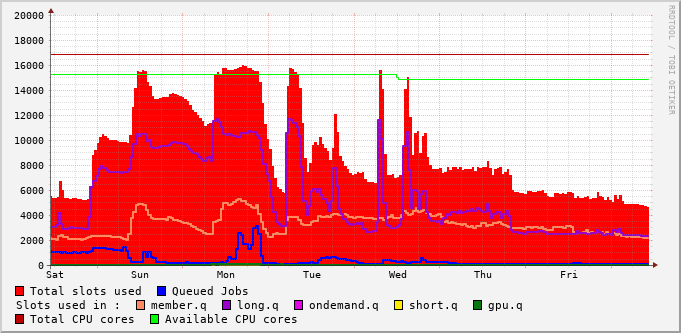 RRDTOOL / TOBI OETIKER
20000
18000
16000
14000
12000
10000
8000
6000
4000
2000
0
Sat Sun Mon Tue Wed Thu Fri
Total slots used Queued Jobs
Slots used in : member.q long.q ondemand.q short.q gpu.q
Total CPU cores Available CPU cores